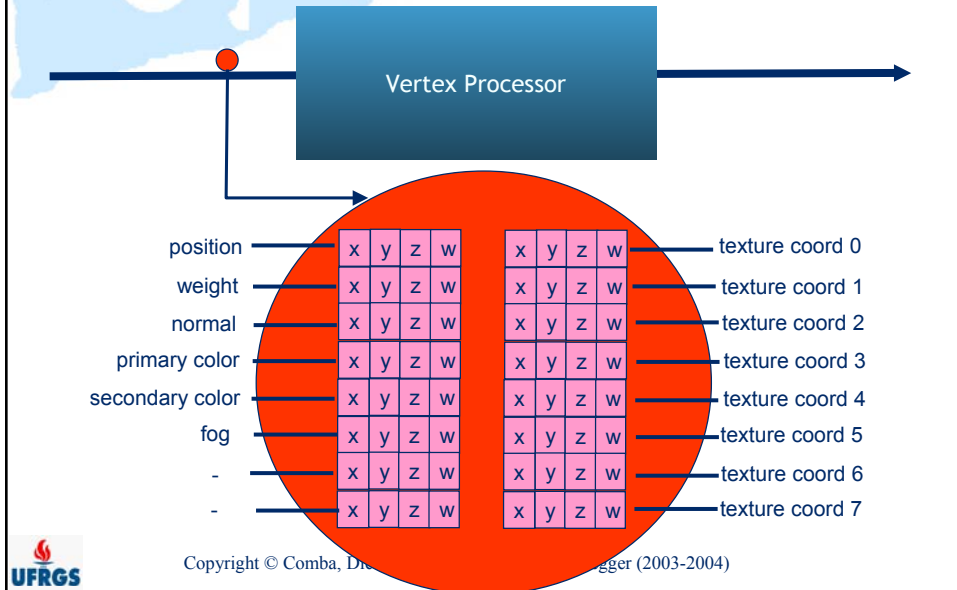 Vertex Processor
position x y z w x y z w texture coord 0
weight x y z w x y z w texture coord 1
normal x y z w x y z w texture coord 2
primary color x y z w x y z w texture coord 3
secondary color x y z w x y z w texture coord 4
fog x y z w x y z w texture coord 5
- x y z w x y z w texture coord 6
- x y z w x y z w texture coord 7
UFRGS
Copyright © Comba, (2003-2004)